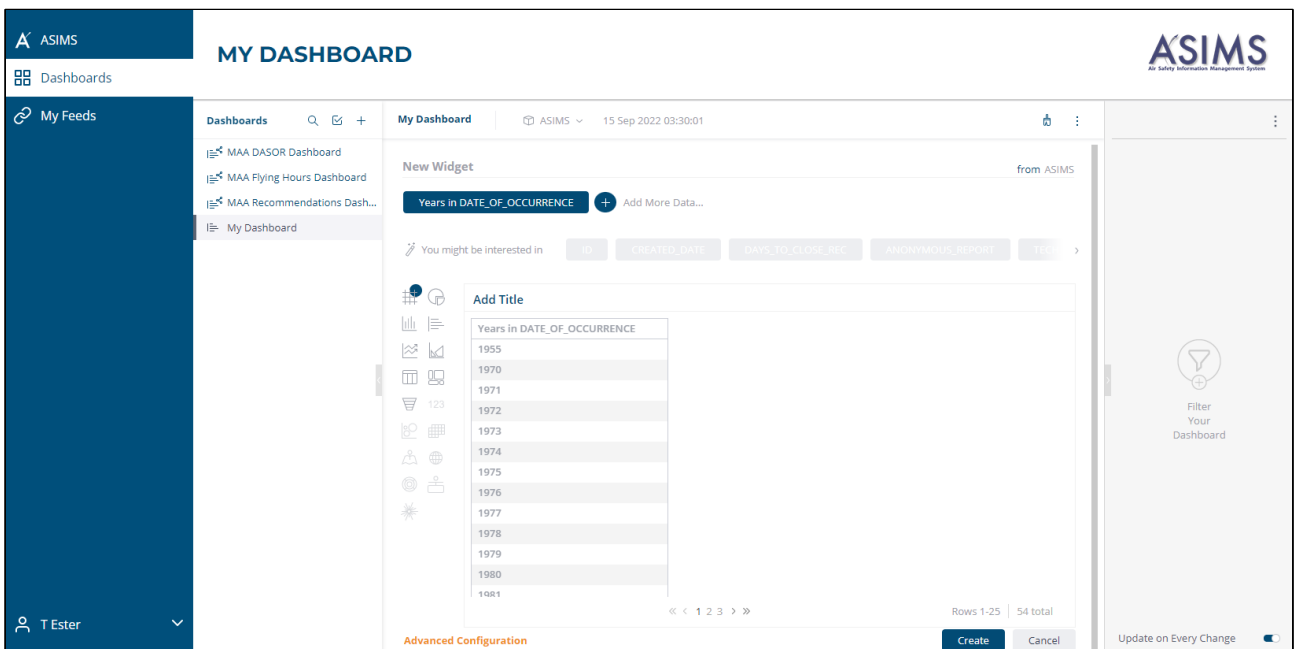 ASIMS
Dashboards
My Feeds
T Ester
MY DASHBOARD
ASIMS
Air Safety Information Management System
Dashboards
MAA DASOR Dashboard
MAA Flying Hours Dashboard
MAA Recommendations Dash...
My Dashboard
My Dashboard
ASIMS
15 Sep 2022 03:30:01
New Widget
from ASIMS
Years in DATE_OF_OCCURRENCE
Add More Data...
You might be interested in
ID
CREATED_DATE
DAYS_TO_CLOSE_REC
ANONYMOUS_REPORT
Add Title
123
Years in DATE_OF_OCCURRENCE
1955
1970
1971
1972
1973
1974
1975
1976
1977
1978
1979
1980
1981
« < 1 2 3 > »
Rows 1-25
54 total
Advanced Configuration
Create
Cancel
Filter
Your
Dashboard
Update on Every Change